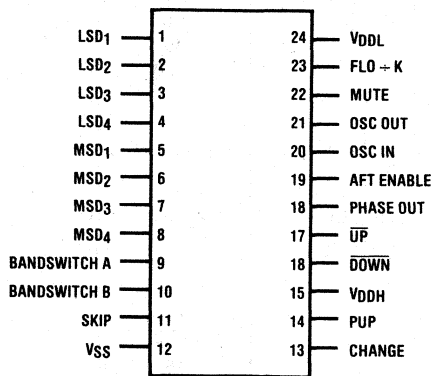 LSD1 1 24 VDDL
LSD2 2 23 FLO ÷ K
LSD3 3 22 MUTE
LSD4 4 21 OSC OUT
MSD1 5 20 OSC IN
MSD2 6 19 AFT ENABLE
MSD3 7 18 PHASE OUT
MSD4 8 17 UP
BANDSWITCH A 9 18 DOWN
BANDSWITCH B 10 15 VDDH
SKIP 11 14 PUP
VSS 12 13 CHANGE